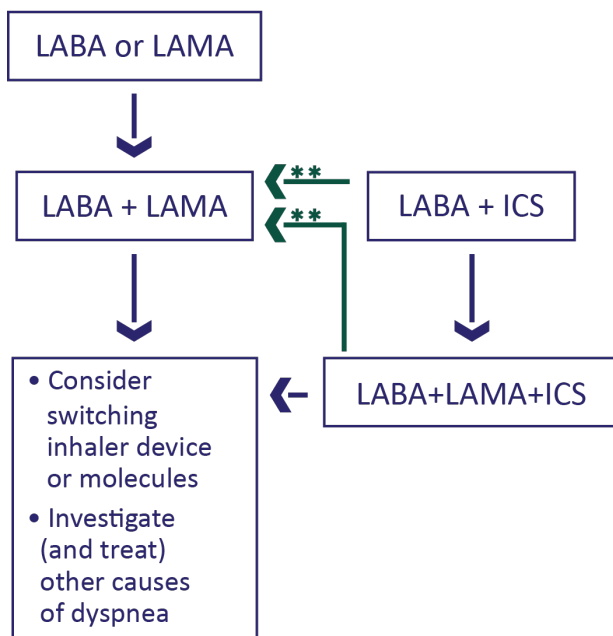 LABA or LAMA
**
LABA + LAMA
LABA + ICS
**
• Consider
switching
inhaler device
or molecules
• Investigate
(and treat)
other causes
of dyspnea
LABA+LAMA+ICS